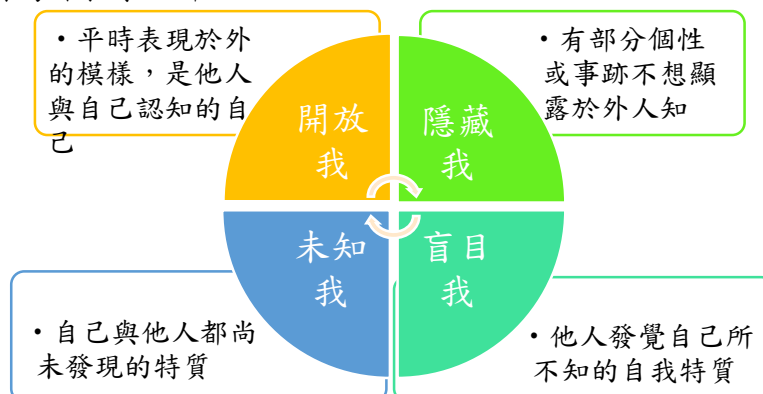 • 平時表現於外
的模樣，是他人
與自己認知的自
己
• 有部分個性
或事跡不想顯
露於外人知
開放
我
隱藏
我
未知
我
盲目
我
• 自己與他人都尚
未發現的特質
• 他人發覺自己所
不知的自我特質